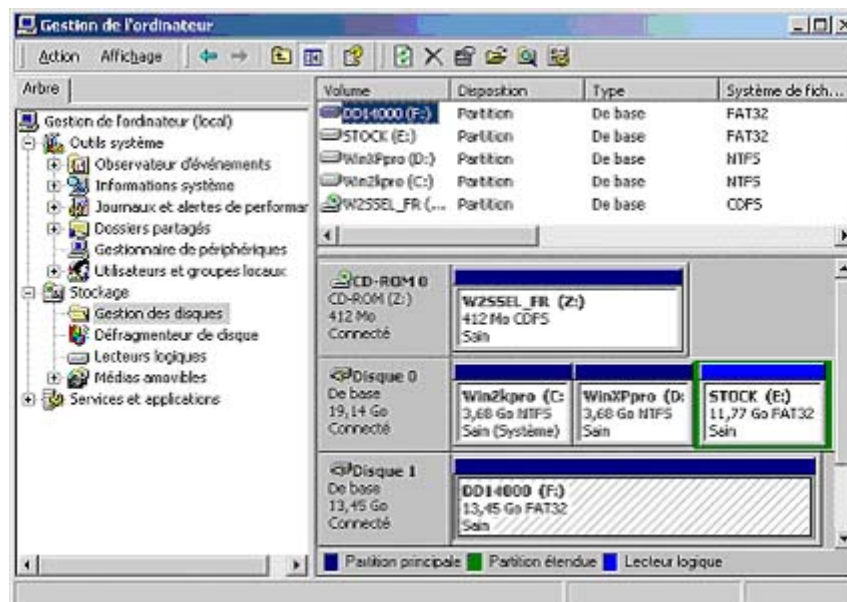 Gestion de l'ordinateur
Action Affichage
Arbre
Gestion de l'ordinateur (local)
Outils système
Observateur d'événements
Informations système
Journaux et alertes de performar
Dossiers partagés
Gestionnaire de périphériques
Utilisateurs et groupes locaux
Stockage
Gestion des disques
Défragmenteur de disque
Lecteurs logiques
Médias amovibles
Services et applications
Volume Disposition Type Système de fich...
DD14000 (F:) Partition De base FAT32
STOCK (E:) Partition De base FAT32
WinXPpro (D:) Partition De base NTFS
Win2kpro (C:) Partition De base NTFS
W2SSEL_FR (... Partition De base CDFS
CD-ROM 0
CD-ROM (Z:)
412 Mo
Connecté
W2SSEL_FR (Z:)
412 Mo CDFS
Sain
Disque 0
De base
19,14 Go
Connecté
Win2kpro (C:
3,68 Go NTFS
Sain (Système)
WinXPpro (D:
3,68 Go NTFS
Sain
STOCK (E:)
11,77 Go FAT32
Sain
Disque 1
De base
13,45 Go
Connecté
DD14000 (F:)
13,45 Go FAT32
Sain
Partition principale Partition étendue Lecteur logique